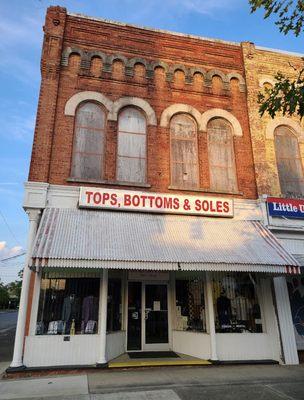 TOPS, BOTTOMS & SOLES
Little